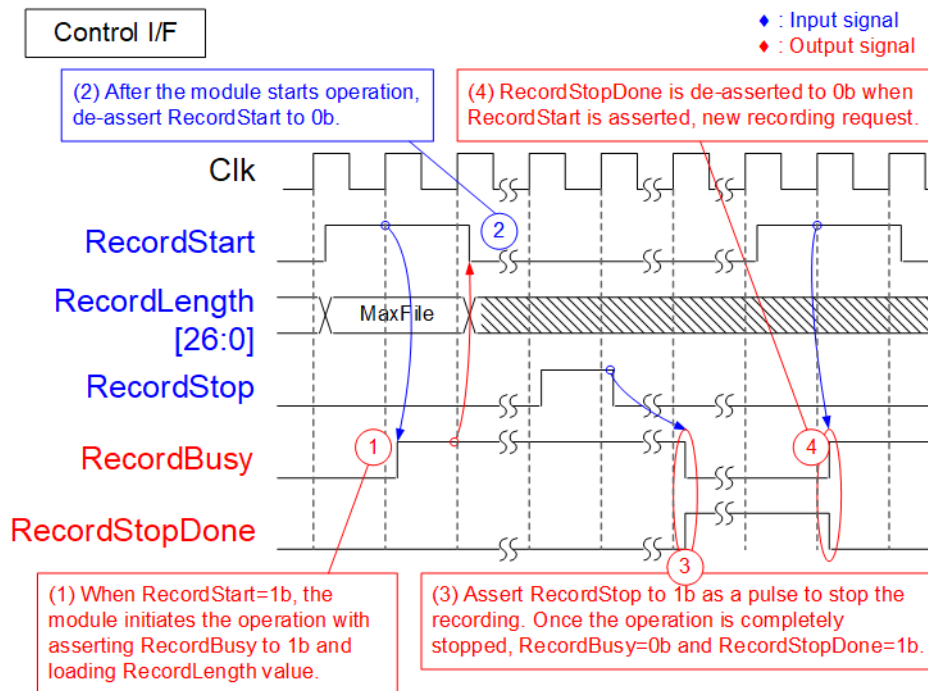 Control I/F
♦ : Input signal
♦ : Output signal
(2) After the module starts operation,
de-assert RecordStart to 0b.
(4) RecordStopDone is de-asserted to 0b when
RecordStart is asserted, new recording request.
Clk
RecordStart
2
RecordLength
[26:0]
MaxFile
RecordStop
RecordBusy
1
4
RecordStopDone
3
(1) When RecordStart=1b, the
module initiates the operation with
asserting RecordBusy to 1b and
loading RecordLength value.
(3) Assert RecordStop to 1b as a pulse to stop the
recording. Once the operation is completely
stopped, RecordBusy=0b and RecordStopDone=1b.